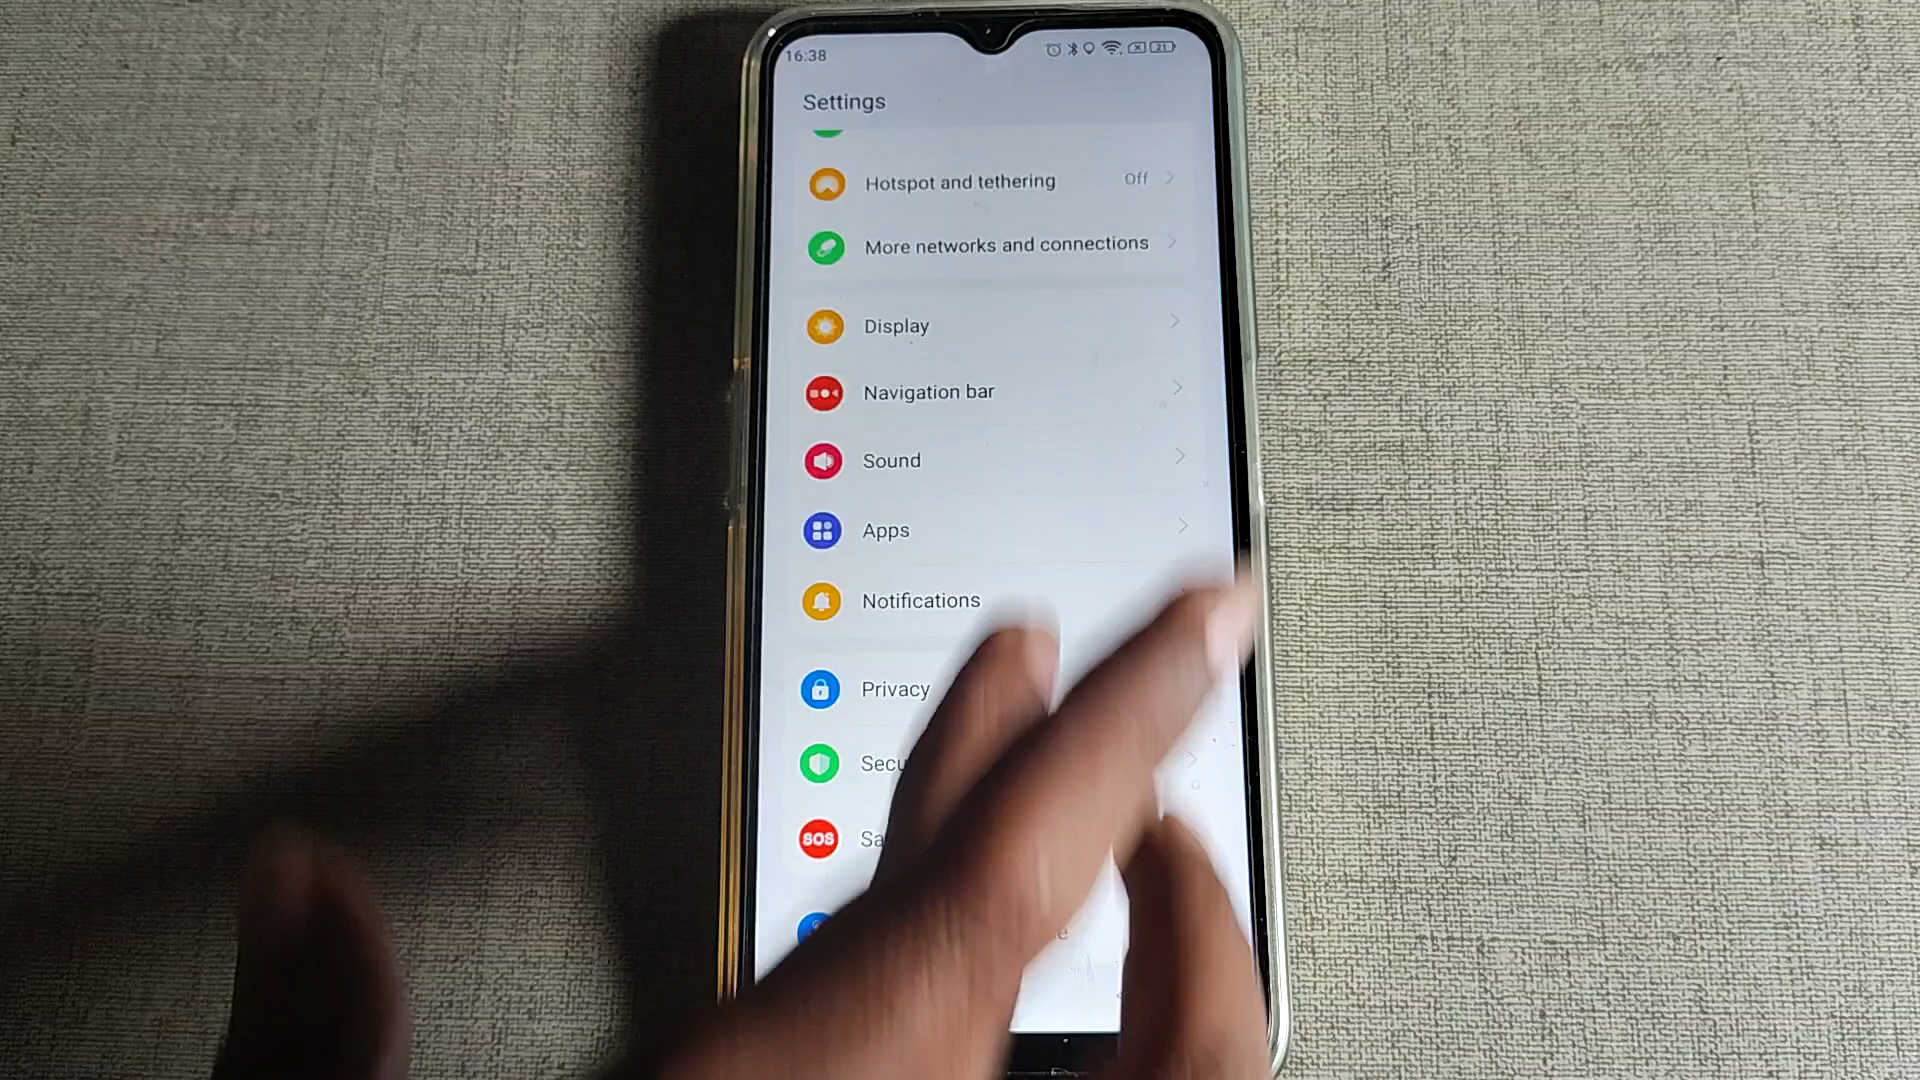 16:38
21
Settings
Hotspot and tethering Off
More networks and connections
Display
Navigation bar
Sound
Apps
Notifications
Privacy
Secu
SOS Sa
e